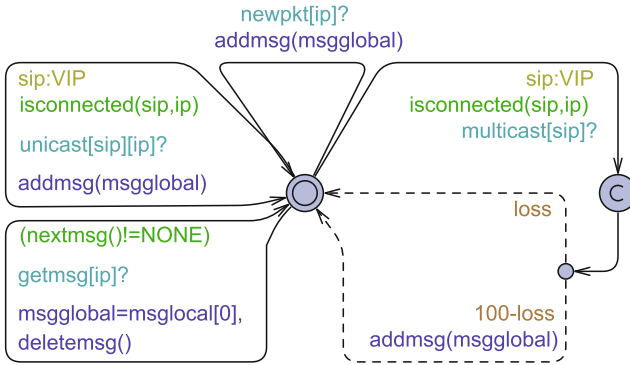 newpkt[ip]?
addmsg(msgglobal)
sip:VIP
isconnected(sip,ip)
unicast[sip][ip]?
addmsg(msgglobal)
sip:VIP
isconnected(sip,ip)
multicast[sip]?
C
(nextmsg()!=NONE)
getmsg[ip]?
msgglobal=msglocal[0],
deletemsg()
loss
100-loss
addmsg(msgglobal)